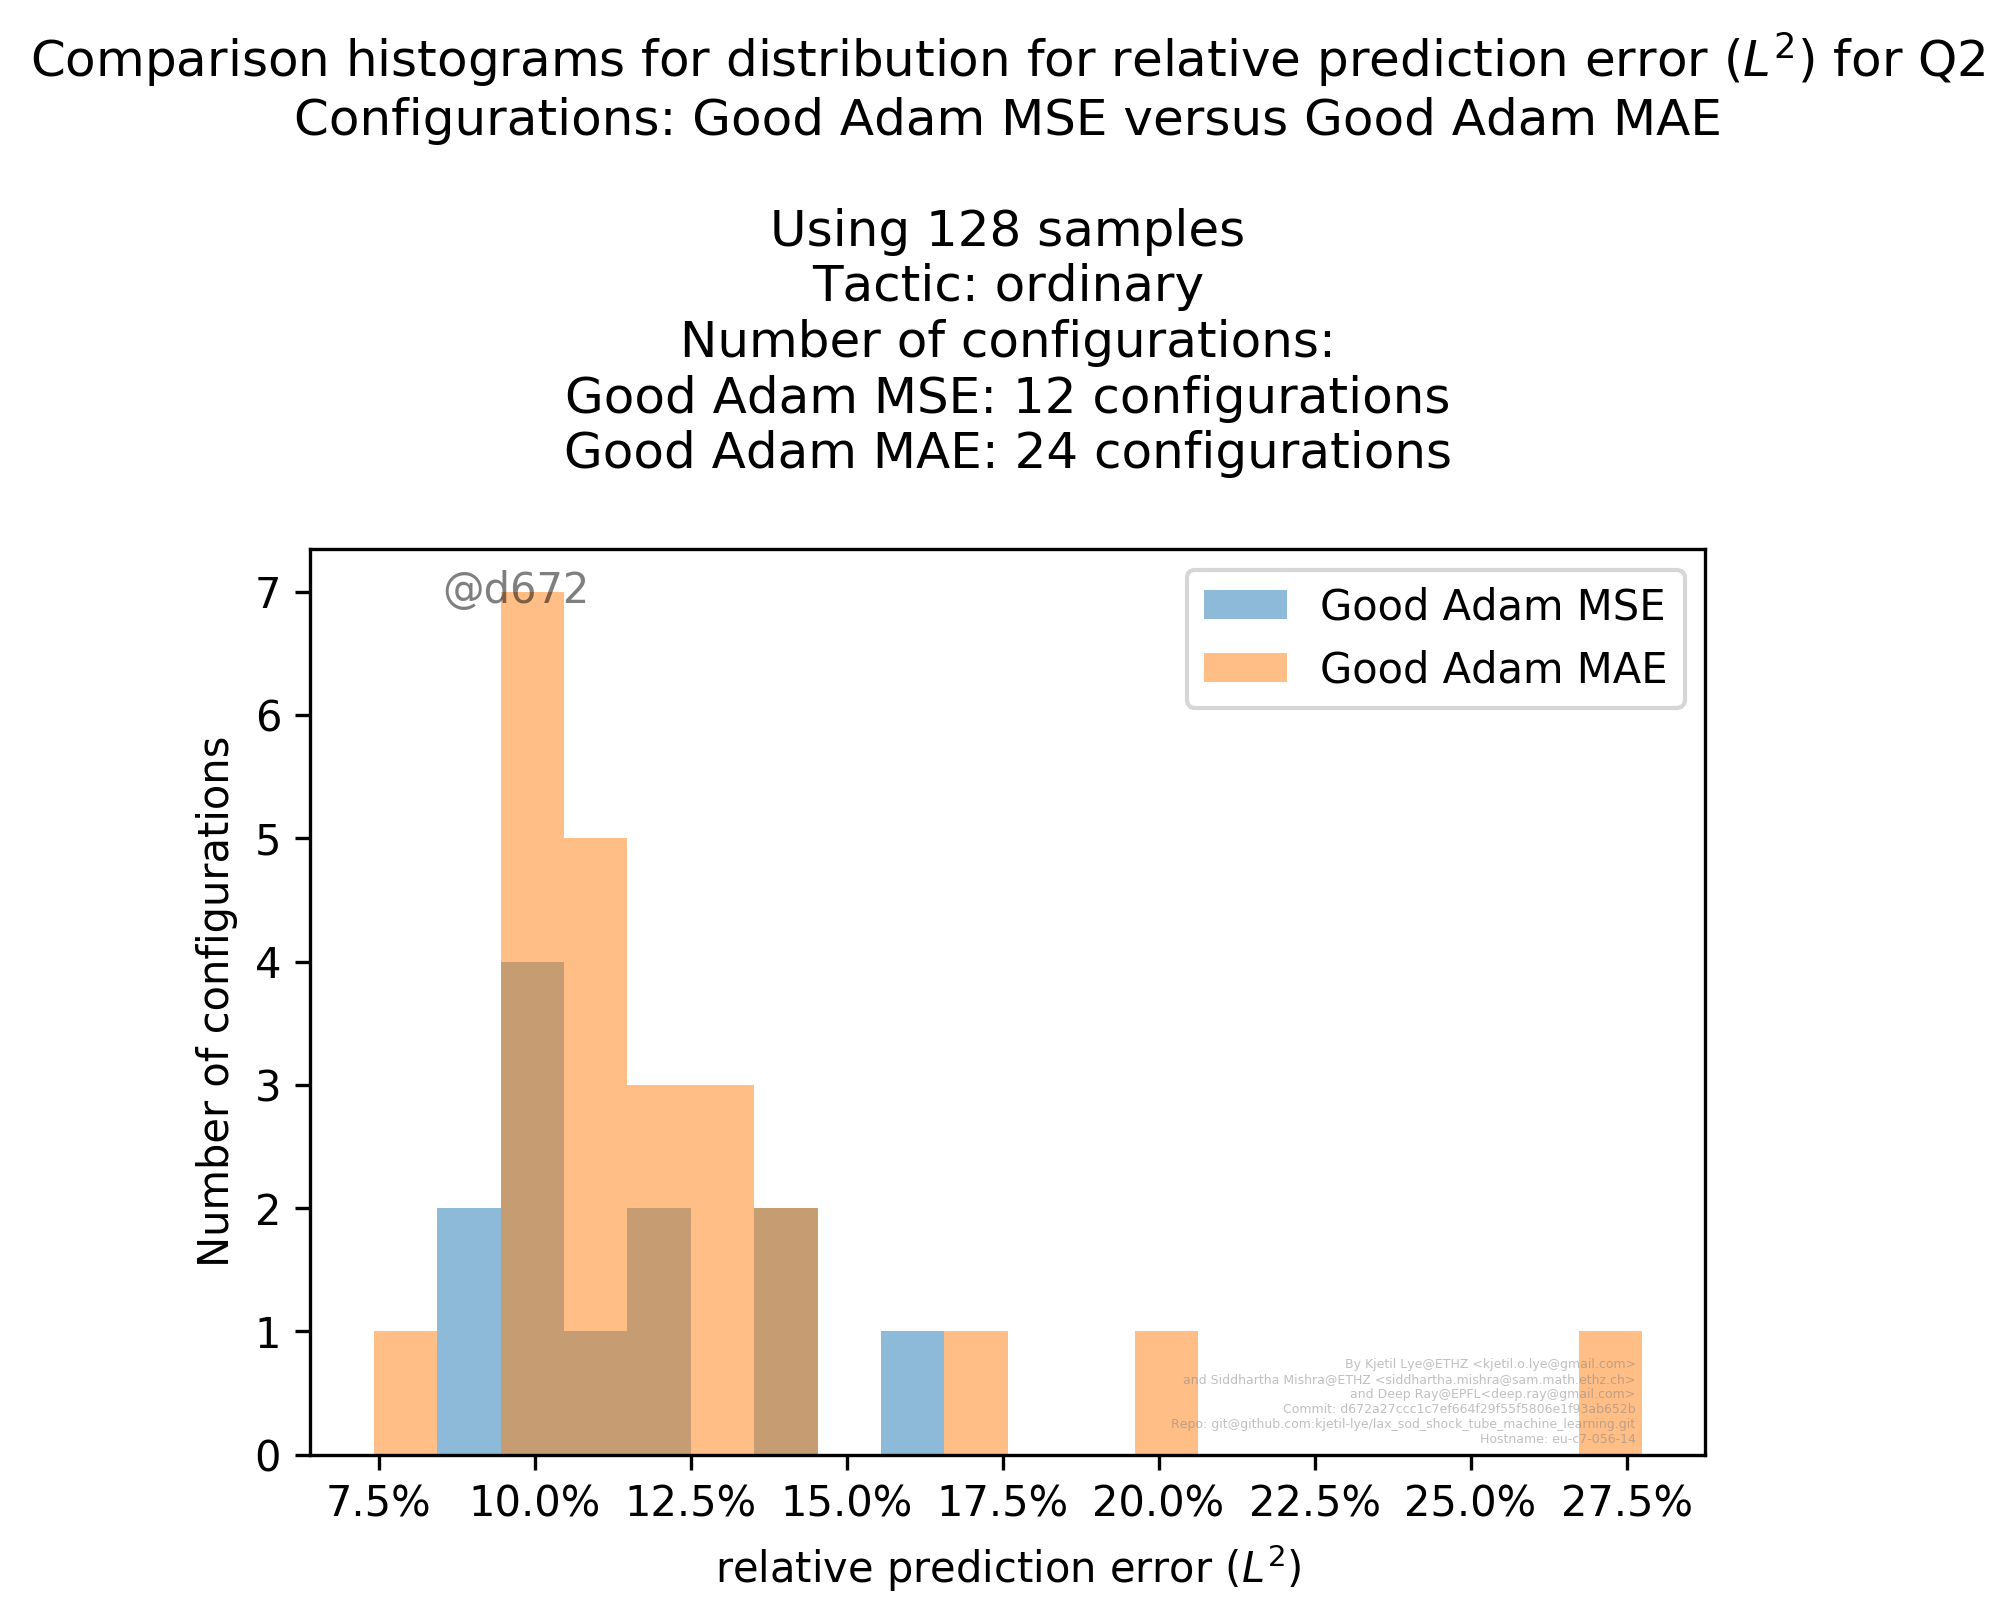 Comparison histograms for distribution for relative prediction error (L²) for Q2
Configurations: Good Adam MSE versus Good Adam MAE
Using 128 samples
Tactic: ordinary
Number of configurations:
Good Adam MSE: 12 configurations
Good Adam MAE: 24 configurations
@d672
Good Adam MSE
Good Adam MAE
7
6
5
4
3
2
1
0
Number of configurations
By Kjetil Lye@ETHZ <kjetil.o.lye@gmail.com>
and Siddhartha Mishra@ETHZ <siddhartha.mishra@sam.math.ethz.ch>
and Deep Ray@EPFL<deep.ray@gmail.com>
Commit: d672a27ccc1c7ef664f29f55f5806e1f93ab652b
Repo: git@github.com:kjetil-lye/lax_sod_shock_tube_machine_learning.git
Hostname: eu-c7-056-14
7.5% 10.0% 12.5% 15.0% 17.5% 20.0% 22.5% 25.0% 27.5%
relative prediction error (L²)